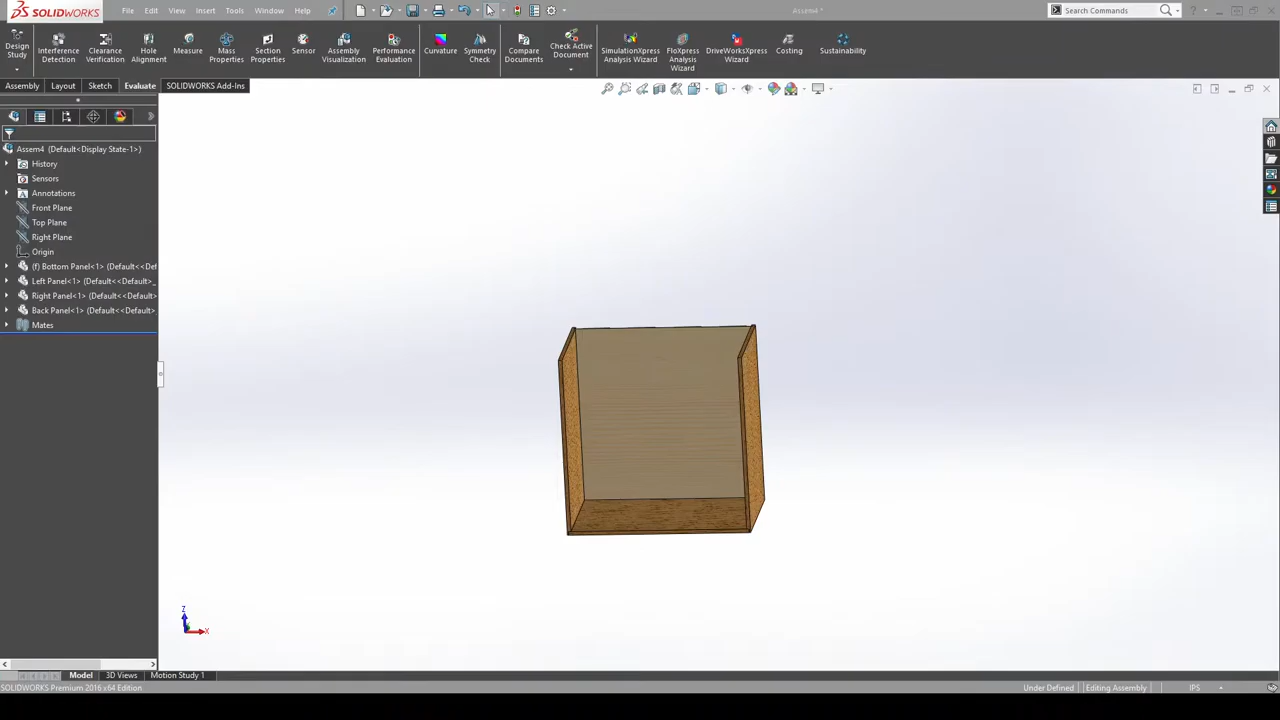 SOLIDWORKS
File Edit View Insert Tools Window Help
Assem4 *
Search Commands
Design Study
Interference Detection
Clearance Verification
Hole Alignment
Measure
Mass Properties
Section Properties
Sensor
Assembly Visualization
Performance Evaluation
Curvature
Symmetry Check
Compare Documents
Check Active Document
SimulationXpress Analysis Wizard
FloXpress Analysis Wizard
DriveWorksXpress Wizard
Costing
Sustainability
Assembly Layout Sketch Evaluate SOLIDWORKS Add-Ins
Assem4 (Default<Display State-1>)
History
Sensors
Annotations
Front Plane
Top Plane
Right Plane
Origin
(f) Bottom Panel<1> (Default<<Def
Left Panel<1> (Default<<Default>_
Right Panel<1> (Default<<Default>
Back Panel<1> (Default<<Default>
Mates
Z
X
Model 3D Views Motion Study 1
SOLIDWORKS Premium 2016 x64 Edition
Under Defined Editing Assembly IPS